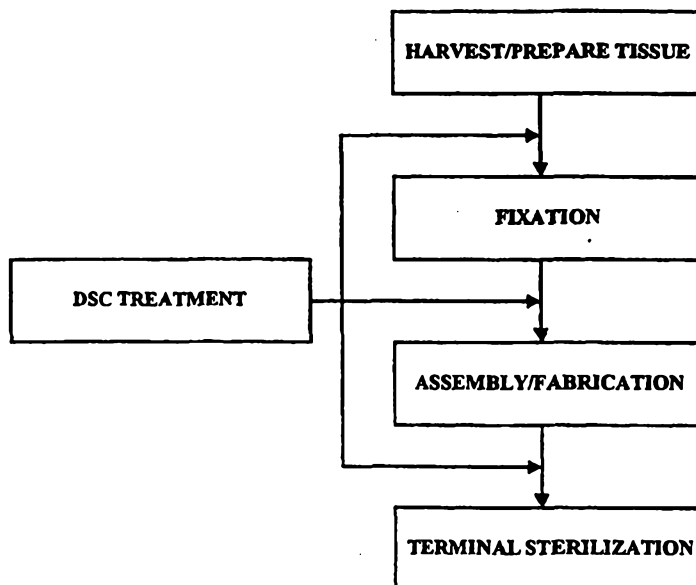 HARVEST/PREPARE TISSUE
FIXATION
DSC TREATMENT
ASSEMBLY/FABRICATION
TERMINAL STERILIZATION